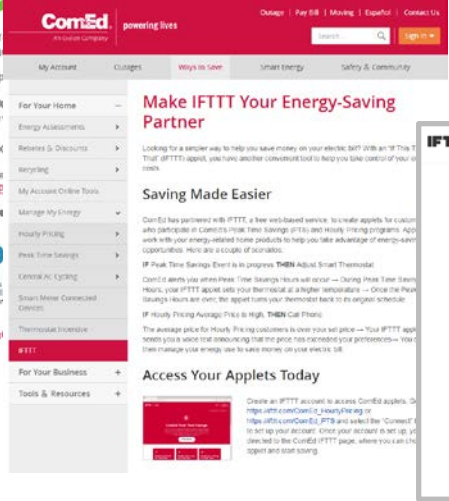 Outage | Pay Bill | Moving | Español | Contact Us
ComEd
An Exelon Company
powering lives
Search
Sign In
My Account
Outages
Ways to Save
Smart Energy
Safety & Community
For Your Home
Energy Assessments
Rebates & Discounts
Recycling
My Account Online Tools
Manage My Energy
Hourly Pricing
Peak Time Savings
Central AC Cycling
Smart Meter Connected
Devices
Thermostat Incentive
IFTTT
For Your Business +
Tools & Resources +
Make IFTTT Your Energy-Saving
Partner
Looking for a simpler way to help you save money on your electric bill? With an "If This T
That" (IFTTT) applet, you have another convenient tool to help you take control of your
costs.
Saving Made Easier
ComEd has partnered with IFTTT, a free web-based service, to create applets for custom
who participate in ComEd's Peak Time Savings (PTS) and Hourly Pricing programs. App
work with your energy-related home products to help you take advantage of energy-savin
opportunities. Here are a couple of scenarios:
IF Peak Time Savings Event is in progress THEN Adjust Smart Thermostat
ComEd alerts you when Peak Time Savings Hours will occur → During Peak Time Savin
Hours, your IFTTT applet sets your thermostat at a higher temperature → Once the Peak
Savings Hours are over, the applet turns your thermostat back to its original schedule
IF Hourly Pricing Average Price is High, THEN Call Phone
The average price for Hourly Pricing customers is over your set price → Your IFTTT appl
sends you a voice text announcing that the price has exceeded your preferences → You c
then manage your energy use to save money on your electric bill.
Access Your Applets Today
Create an IFTTT account to access ComEd applets. G
https://ifttt.com/ComEd_HourlyPricing or
https://ifttt.com/ComEd_PTS and select the "Connect"
to set up your account. Once your account is set up, y
directed to the ComEd IFTTT page, where you can cho
applet and start saving.
IFT